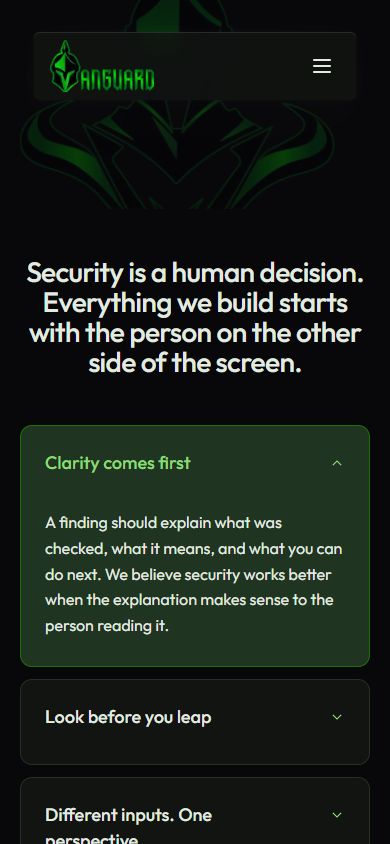 VANGUARD
Security is a human decision.
Everything we build starts
with the person on the other
side of the screen.
Clarity comes first
A finding should explain what was
checked, what it means, and what you can
do next. We believe security works better
when the explanation makes sense to the
person reading it.
Look before you leap
Different inputs. One
perspective